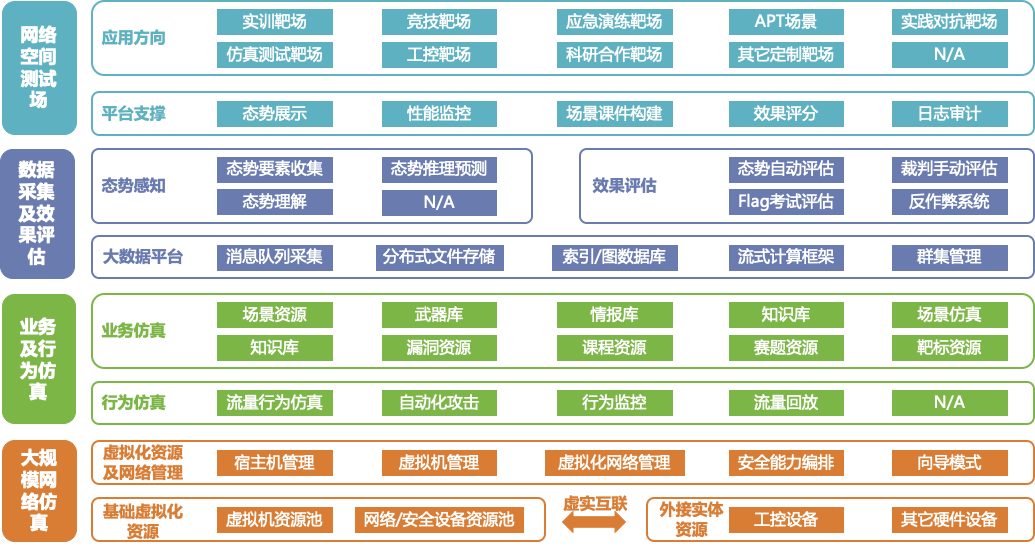 网络
空间
测试
场
应用方向
实训靶场
竞技靶场
应急演练靶场
APT场景
实践对抗靶场
仿真测试靶场
工控靶场
科研合作靶场
其它定制靶场
N/A
平台支撑
态势展示
性能监控
场景课件构建
效果评分
日志审计
数据
采集
及效
果评
估
态势感知
态势要素收集
态势推理预测
态势理解
N/A
效果评估
态势自动评估
裁判手动评估
Flag考试评估
反作弊系统
大数据平台
消息队列采集
分布式文件存储
索引/图数据库
流式计算框架
群集管理
业务
及行
为仿
真
业务仿真
场景资源
武器库
情报库
知识库
场景仿真
知识库
漏洞资源
课程资源
赛题资源
靶标资源
行为仿真
流量行为仿真
自动化攻击
行为监控
流量回放
N/A
大规
模网
络仿
真
虚拟化资源
及网络管理
宿主机管理
虚拟机管理
虚拟化网络管理
安全能力编排
向导模式
基础虚拟化
资源
虚拟机资源池
网络/安全设备资源池
虚实互联
外接实体
资源
工控设备
其它硬件设备